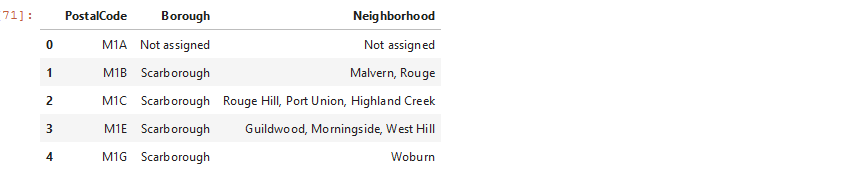 71]: PostalCode Borough Neighborhood
0 M1A Not assigned Not assigned
1 M1B Scarborough Malvern, Rouge
2 M1C Scarborough Rouge Hill, Port Union, Highland Creek
3 M1E Scarborough Guildwood, Morningside, West Hill
4 M1G Scarborough Woburn